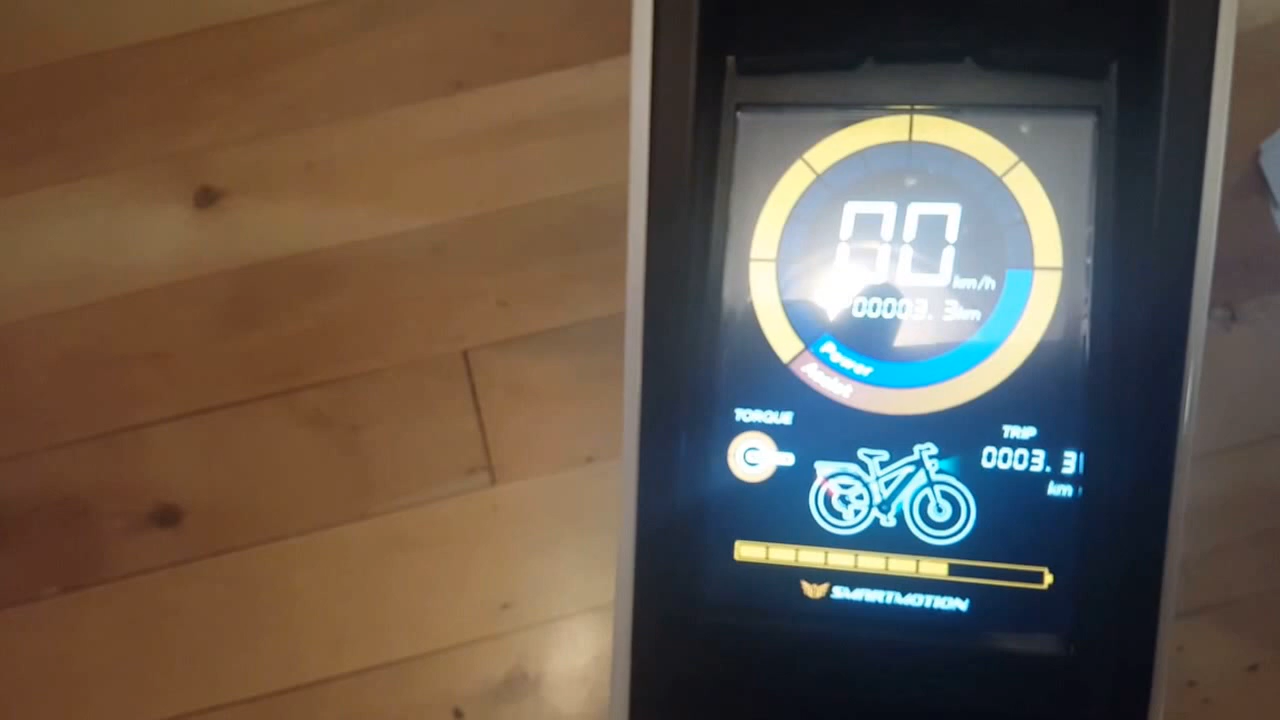 00 km/h
00003. 3km
Power
Assist
TORQUE
TRIP
0003. 3
km
SMARTMOTION